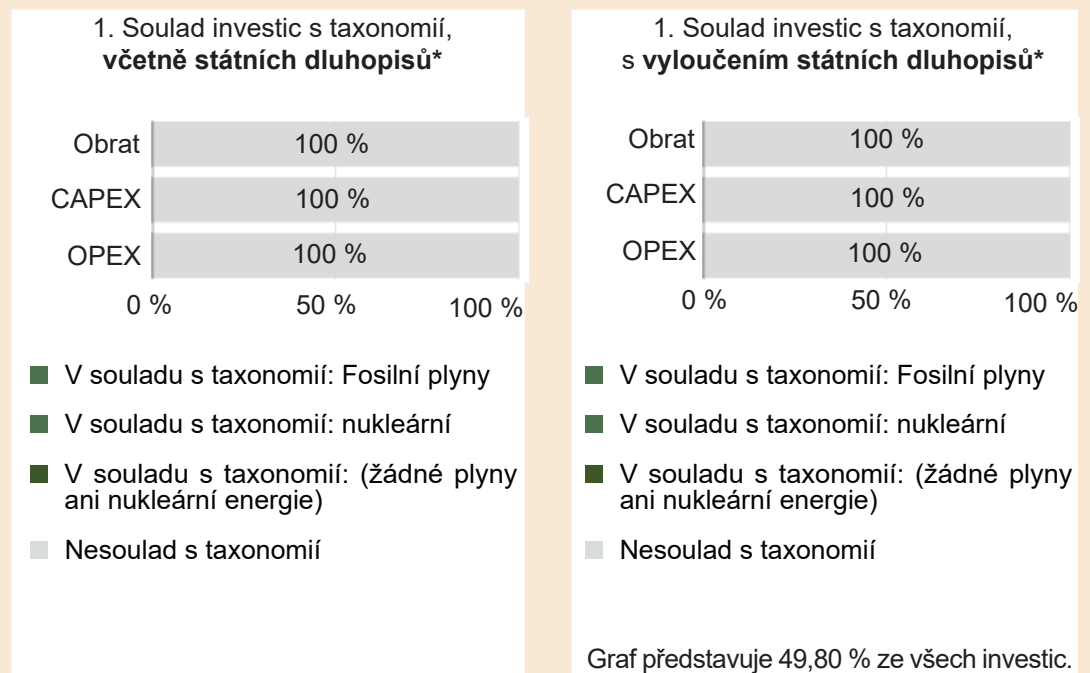 1. Soulad investic s taxonomií,
včetně státních dluhopisů*
Obrat
100 %
CAPEX
100 %
OPEX
100 %
0 %
50 %
100 %
V souladu s taxonomií: Fosilní plyny
V souladu s taxonomií: nukleární
V souladu s taxonomií: (žádné plyny
ani nukleární energie)
Nesoulad s taxonomií
1. Soulad investic s taxonomií,
s vyloučením státních dluhopisů*
Obrat
100 %
CAPEX
100 %
OPEX
100 %
0 %
50 %
100 %
V souladu s taxonomií: Fosilní plyny
V souladu s taxonomií: nukleární
V souladu s taxonomií: (žádné plyny
ani nukleární energie)
Nesoulad s taxonomií
Graf představuje 49,80 % ze všech investic.